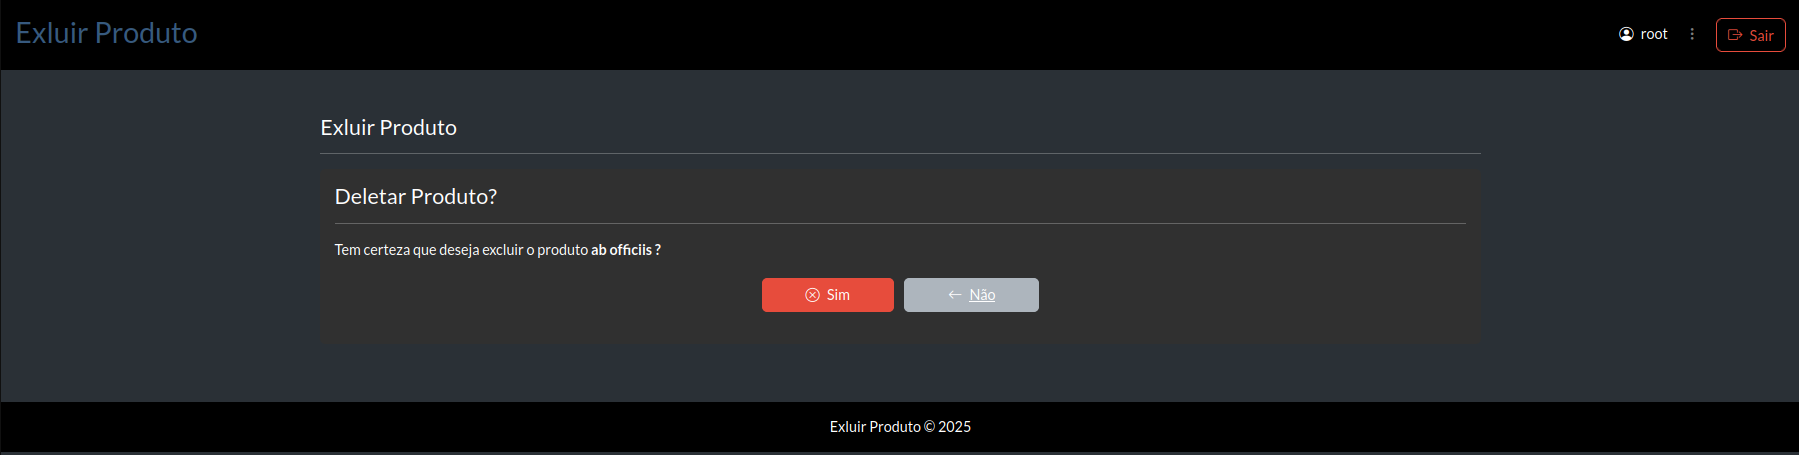 Exluir Produto
root
Sair
Exluir Produto
Deletar Produto?
Tem certeza que deseja excluir o produto ab officiis ?
Sim
Não
Exluir Produto © 2025